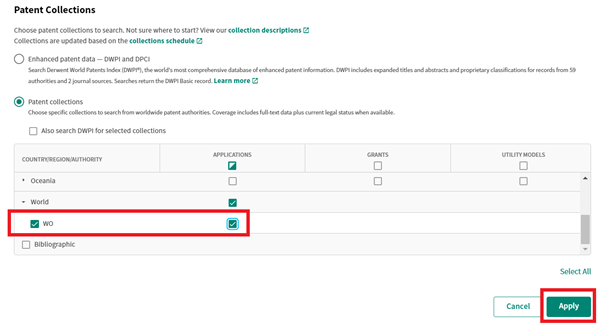 Patent Collections
Choose patent collections to search. Not sure where to start? View our collection descriptions
Collections are updated based on the collections schedule
Enhanced patent data — DWPI and DPCI
Search Derwent World Patents Index (DWPI®), the world's most comprehensive database of enhanced patent information. DWPI includes expanded titles and abstracts and proprietary classifications for records from 59
authorities and 2 journal sources. Searches return the DWPI Basic record. Learn more
Patent collections
Choose specific collections to search from worldwide patent authorities. Coverage includes full-text data plus current legal status when available.
Also search DWPI for selected collections
COUNTRY/REGION/AUTHORITY APPLICATIONS GRANTS UTILITY MODELS
Oceania
World
WO
Bibliographic
Select All
Cancel Apply